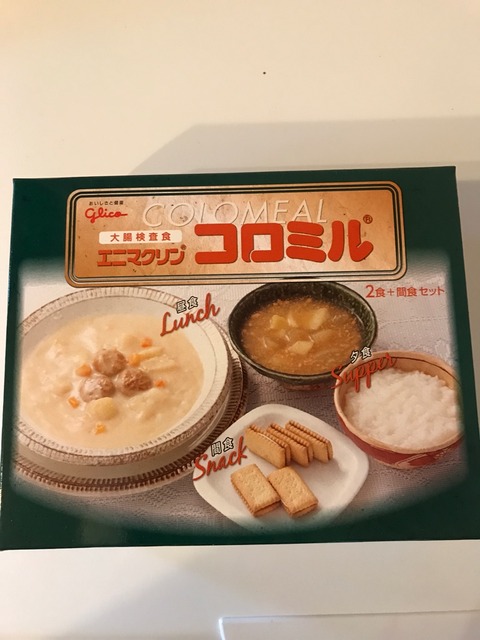 おいしさと健康
glico
COLOMEAL
大腸検査食
エニマクリン® コロミル®
2食+間食セット
昼食
Lunch
夕食
Supper
間食
Snack